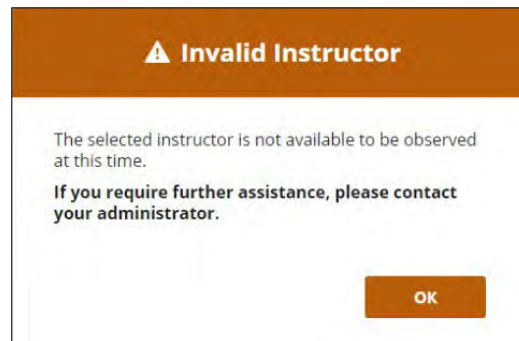 Invalid Instructor
The selected instructor is not available to be observed
at this time.
If you require further assistance, please contact
your administrator.
OK